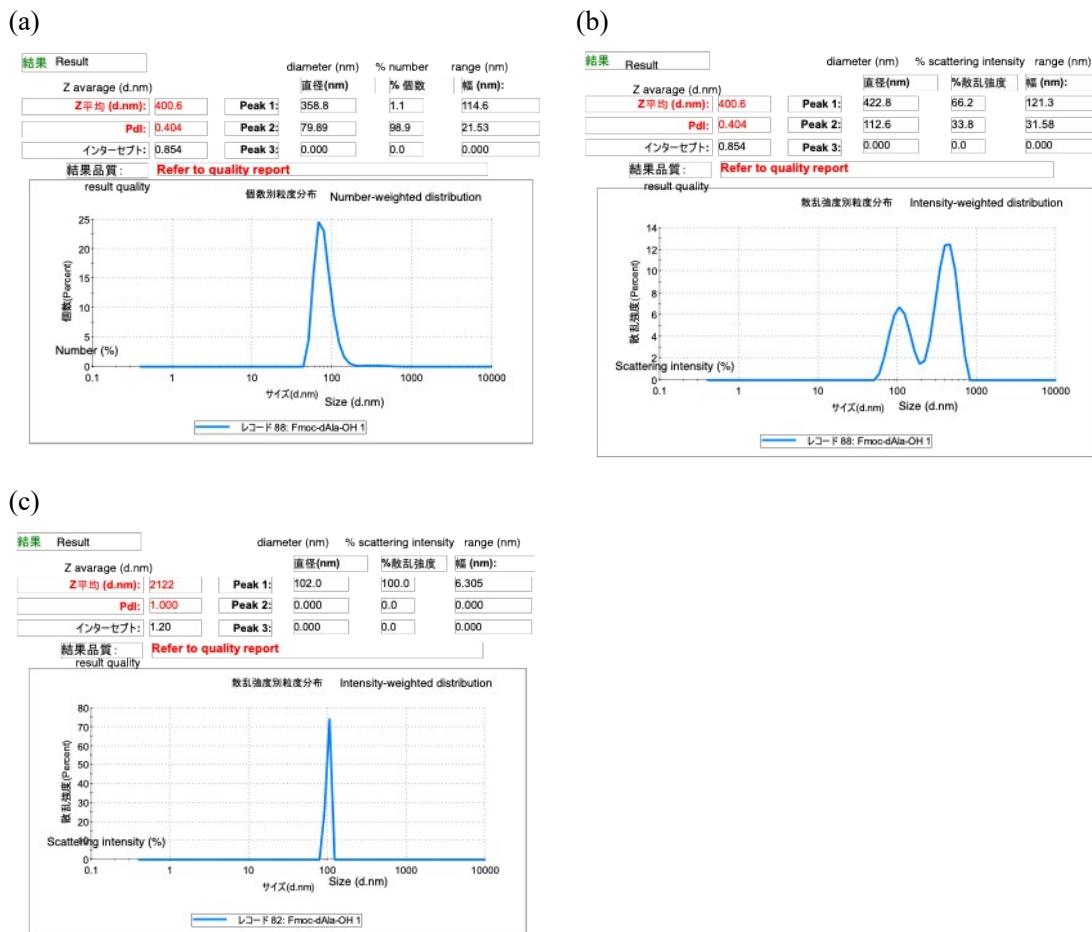 (a)
結果 Result
diameter (nm) % number range (nm)
Z avarage (d.nm) 直径(nm) % 個数 幅 (nm):
Z平均 (d.nm): 400.6 Peak 1: 358.8 1.1 114.6
PdI: 0.404 Peak 2: 79.89 98.9 21.53
インターセプト: 0.854 Peak 3: 0.000 0.0 0.000
結果品質: Refer to quality report
result quality
個数別粒度分布 Number-weighted distribution
個数(Percent)
25
20
15
10
5
0
Number (%)
0.1 1 10 100 1000 10000
サイズ(d.nm) Size (d.nm)
レコード 88: Fmoc-dAla-OH 1
(b)
結果 Result
diameter (nm) % scattering intensity range (nm)
Z avarage (d.nm) 直径(nm) %散乱強度 幅 (nm):
Z平均 (d.nm): 400.6 Peak 1: 422.8 66.2 121.3
PdI: 0.404 Peak 2: 112.6 33.8 31.58
インターセプト: 0.854 Peak 3: 0.000 0.0 0.000
結果品質: Refer to quality report
result quality
散乱強度別粒度分布 Intensity-weighted distribution
散乱強度(Percent)
14
12
10
8
6
4
2
0
Scattering intensity (%)
0.1 1 10 100 1000 10000
サイズ(d.nm) Size (d.nm)
レコード 88: Fmoc-dAla-OH 1
(c)
結果 Result
diameter (nm) % scattering intensity range (nm)
Z avarage (d.nm) 直径(nm) %散乱強度 幅 (nm):
Z平均 (d.nm): 2122 Peak 1: 102.0 100.0 6.305
PdI: 1.000 Peak 2: 0.000 0.0 0.000
インターセプト: 1.20 Peak 3: 0.000 0.0 0.000
結果品質: Refer to quality report
result quality
散乱強度別粒度分布 Intensity-weighted distribution
散乱強度(Percent)
80
70
60
50
40
30
20
10
0
Scattering intensity (%)
0.1 1 10 100 1000 10000
サイズ(d.nm) Size (d.nm)
レコード 82: Fmoc-dAla-OH 1